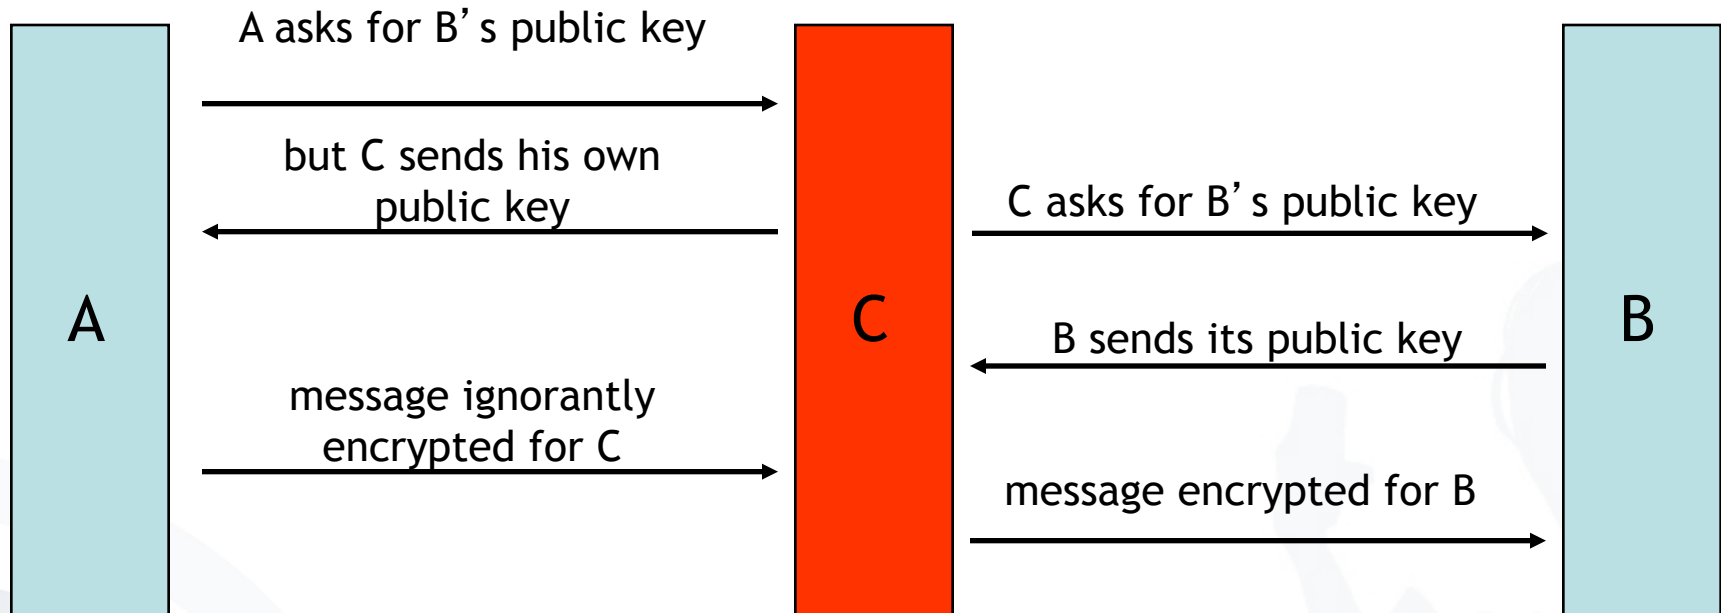 A asks for B’s public key
but C sends his own
public key
C asks for B’s public key
A
C
B
B sends its public key
message ignorantly
encrypted for C
message encrypted for B